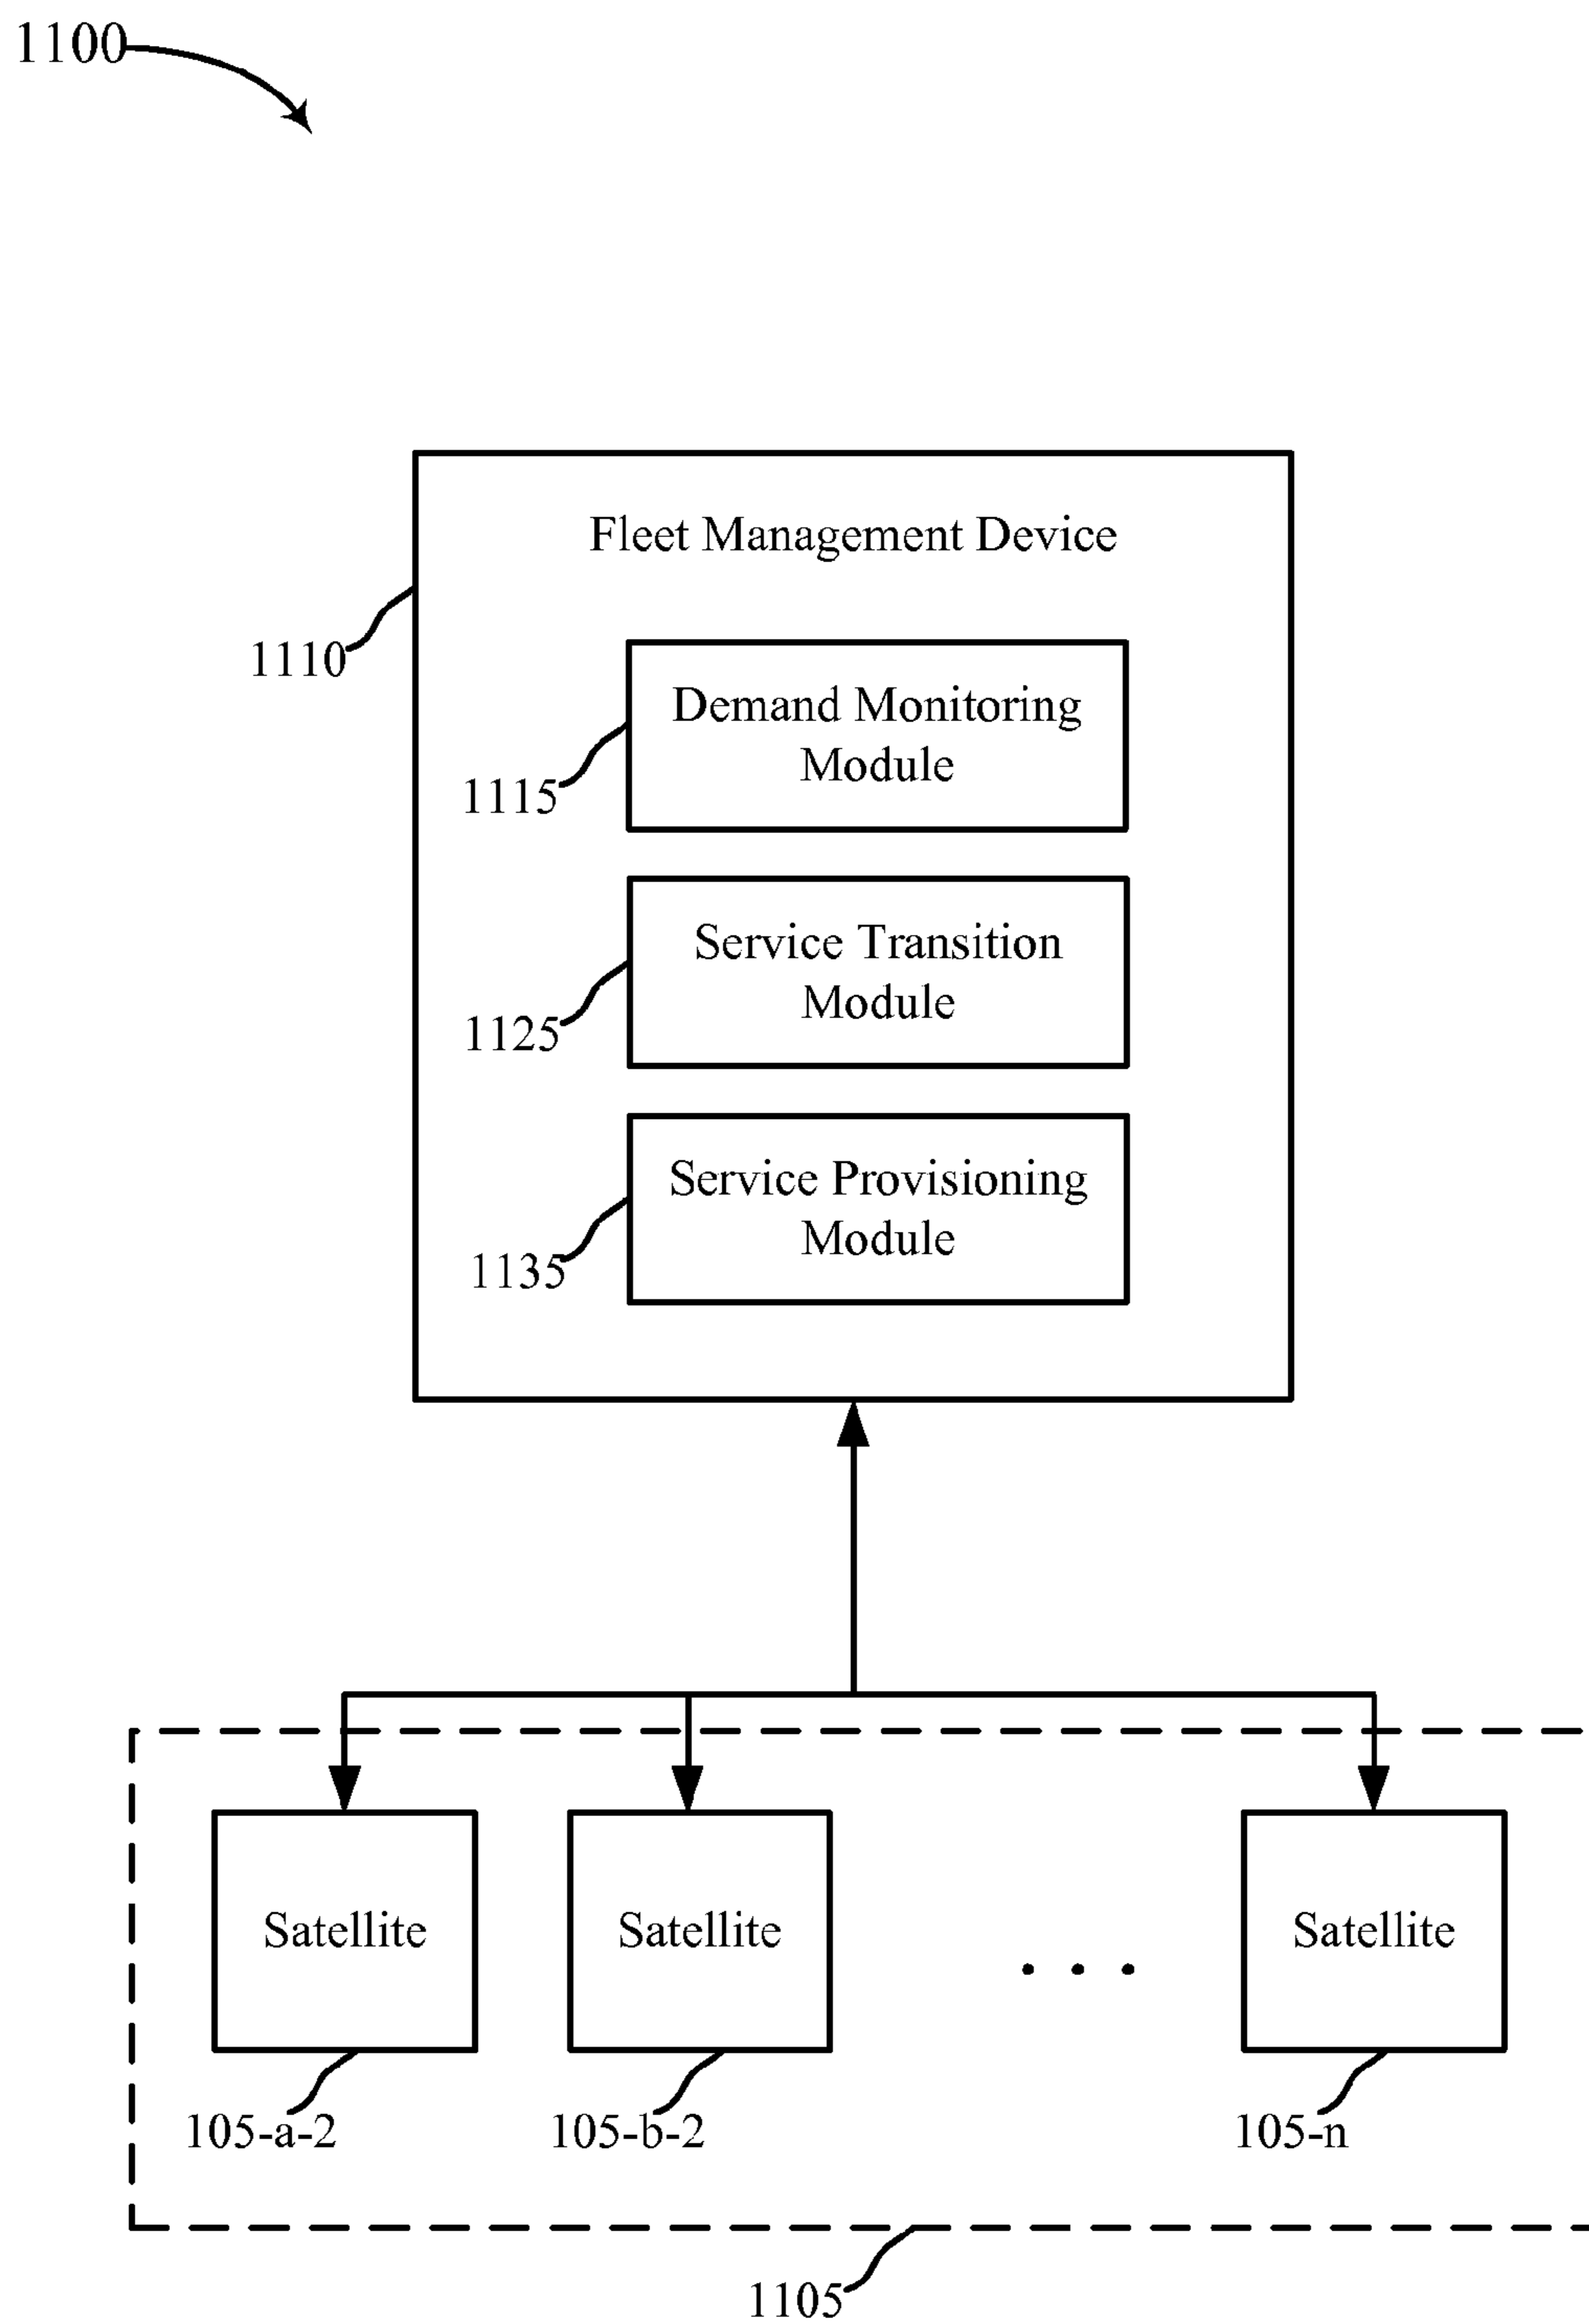 1100
Fleet Management Device
1110
Demand Monitoring
Module
1115
Service Transition
Module
1125
Service Provisioning
Module
1135
Satellite
Satellite
. . .
Satellite
105-a-2
105-b-2
105-n
1105